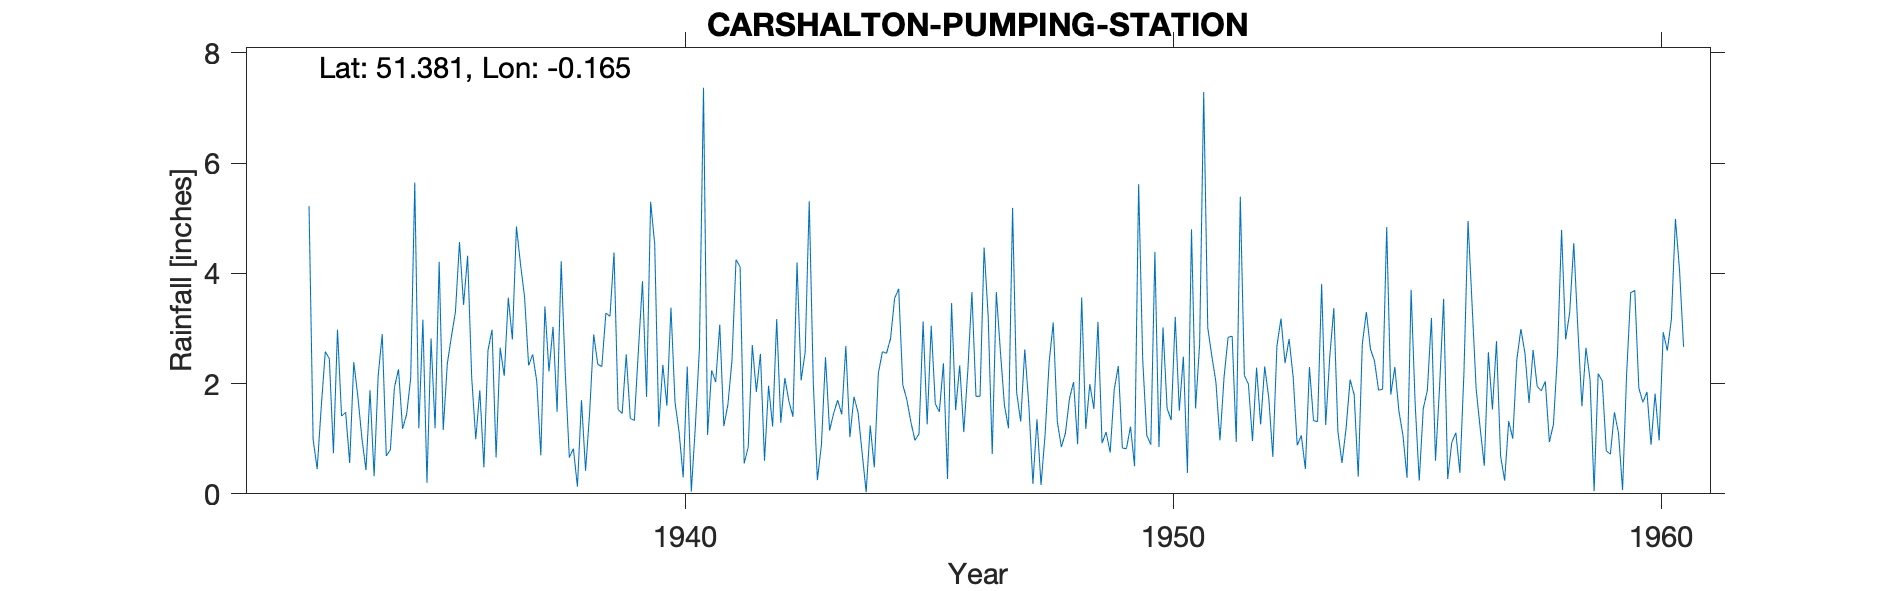 CARSHALTON-PUMPING-STATION
Lat: 51.381, Lon: -0.165
Rainfall [inches]
8
6
4
2
0
1940 1950 1960
Year